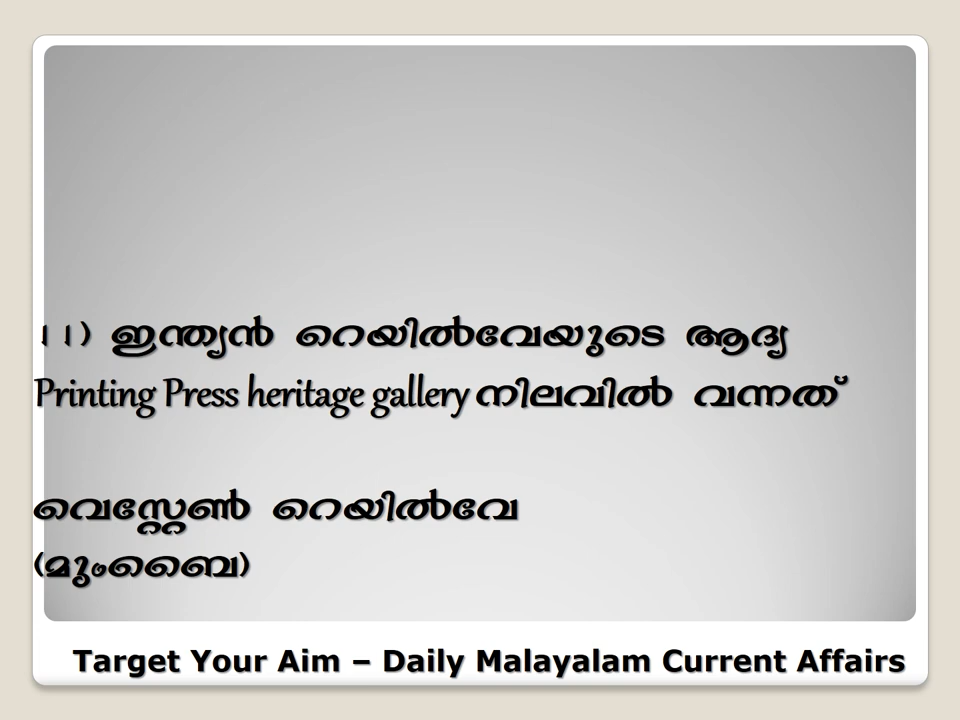 11) ഇന്ത്യൻ റെയിൽവേയുടെ ആദ്യ
Printing Press heritage gallery നിലവിൽ വന്നത്
വെസ്റ്റേൺ റെയിൽവേ
(മുംബൈ)
Target Your Aim – Daily Malayalam Current Affairs